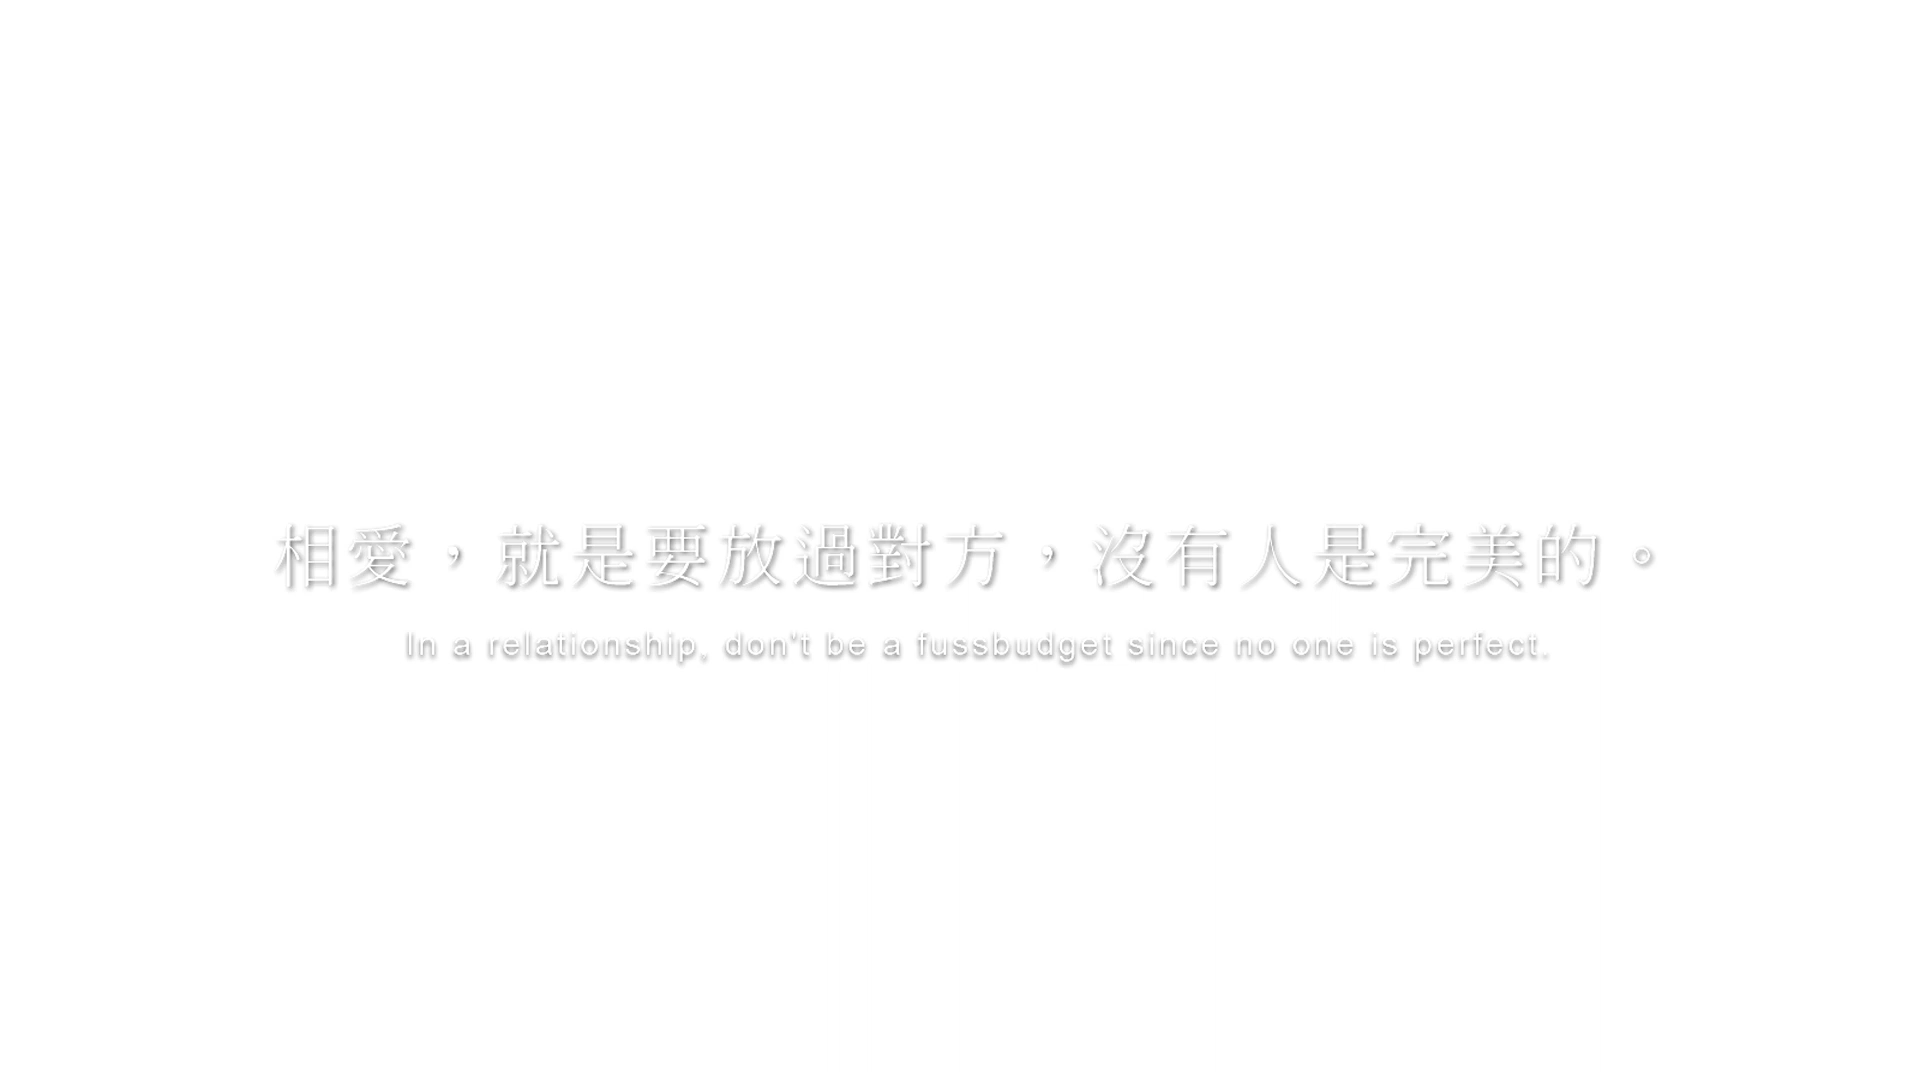 相愛，就是要放過對方，沒有人是完美的。
In a relationship, don't be a fussbudget since no one is perfect.